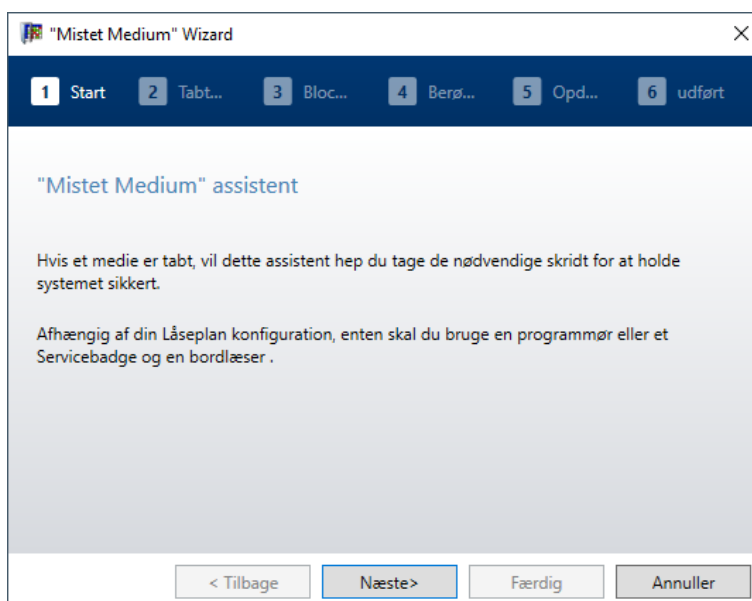 "Mistet Medium" Wizard
1 Start 2 Tabt... 3 Bloc... 4 Berø... 5 Opd... 6 udført
"Mistet Medium" assistent
Hvis et medie er tabt, vil dette assistent hep du tage de nødvendige skridt for at holde
systemet sikkert.
Afhængig af din Låseplan konfiguration, enten skal du bruge en programmør eller et
Servicebadge og en bordlæser .
< Tilbage Næste> Færdig Annuller